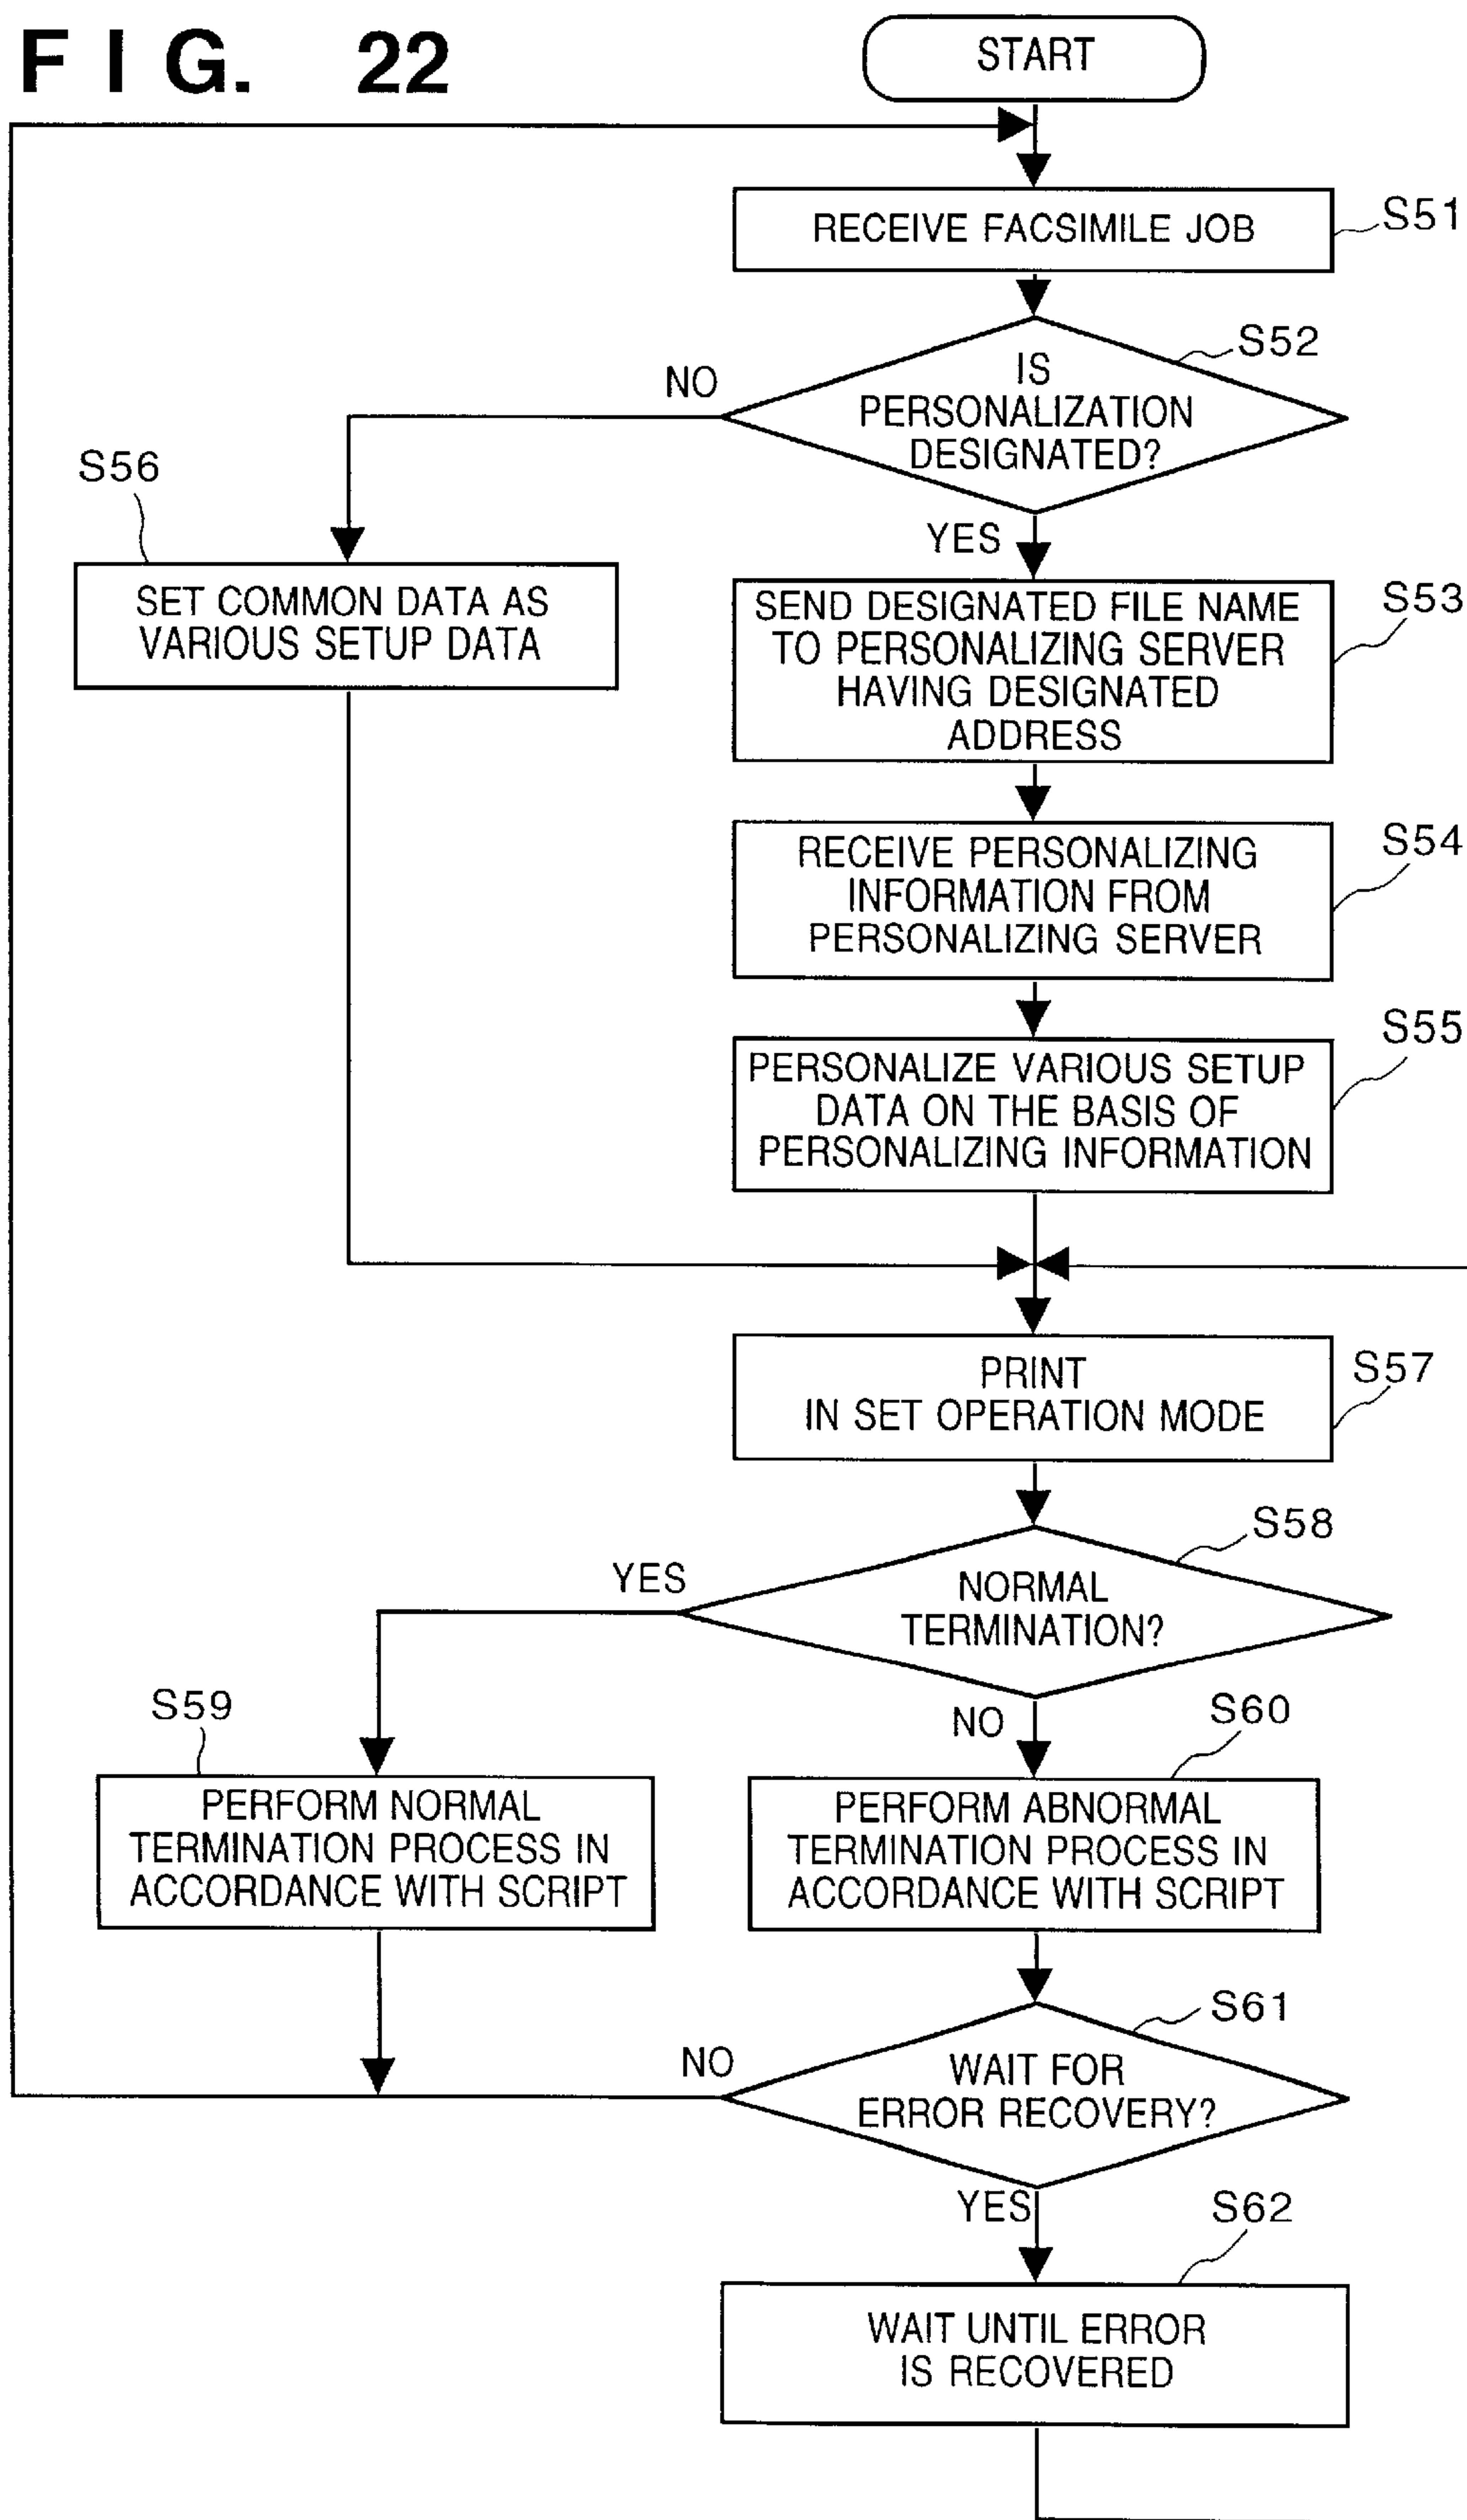 FIG. 22
START
RECEIVE FACSIMILE JOB
S51
IS
PERSONALIZATION
DESIGNATED?
S52
NO
YES
S56
SET COMMON DATA AS
VARIOUS SETUP DATA
SEND DESIGNATED FILE NAME
TO PERSONALIZING SERVER
HAVING DESIGNATED
ADDRESS
S53
RECEIVE PERSONALIZING
INFORMATION FROM
PERSONALIZING SERVER
S54
PERSONALIZE VARIOUS SETUP
DATA ON THE BASIS OF
PERSONALIZING INFORMATION
S55
PRINT
IN SET OPERATION MODE
S57
NORMAL
TERMINATION?
S58
YES
NO
S59
PERFORM NORMAL
TERMINATION PROCESS IN
ACCORDANCE WITH SCRIPT
S60
PERFORM ABNORMAL
TERMINATION PROCESS IN
ACCORDANCE WITH SCRIPT
S61
WAIT FOR
ERROR RECOVERY?
NO
YES
S62
WAIT UNTIL ERROR
IS RECOVERED